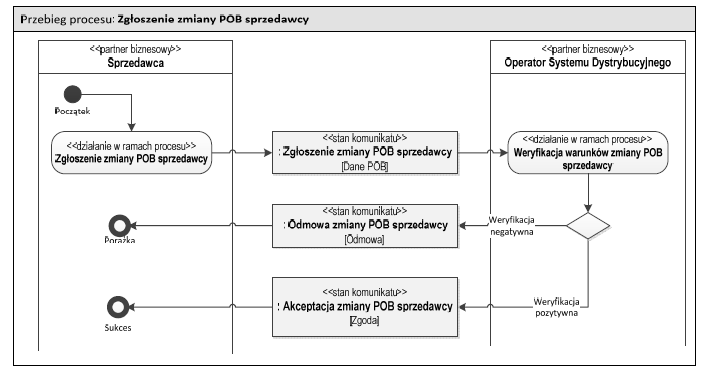 Przebieg procesu: Zgłoszenie zmiany POB sprzedawcy
<<partner biznesowy>>
Sprzedawca
<<partner biznesowy>>
Operator Systemu Dystrybucyjnego
Początek
<<działanie w ramach procesu>>
Zgłoszenie zmiany POB sprzedawcy
<<stan komunikatu>>
: Zgłoszenie zmiany POB sprzedawcy
[Dane POB]
<<działanie w ramach procesu>>
Weryfikacja warunków zmiany POB
sprzedawcy
Porażka
<<stan komunikatu>>
: Odmowa zmiany POB sprzedawcy
[Odmowa]
Weryfikacja
negatywna
Sukces
<<stan komunikatu>>
: Akceptacja zmiany POB sprzedawcy
[Zgoda]
Weryfikacja
pozytywna